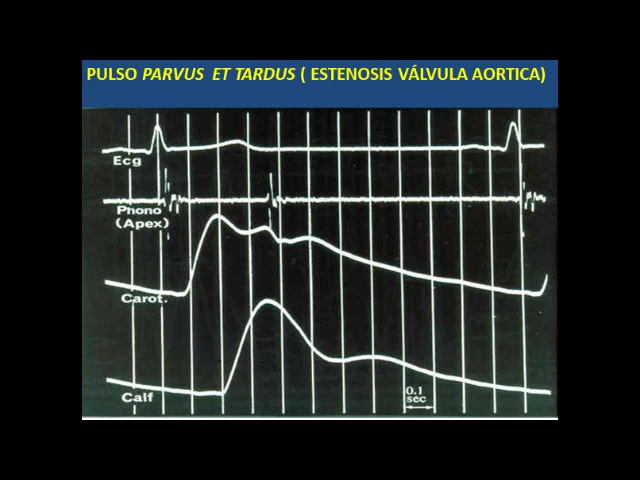 PULSO PARVUS ET TARDUS ( ESTENOSIS VÁLVULA AORTICA)
Ecg
Phono
(Apex)
Carot.
Calf
0.1
sec